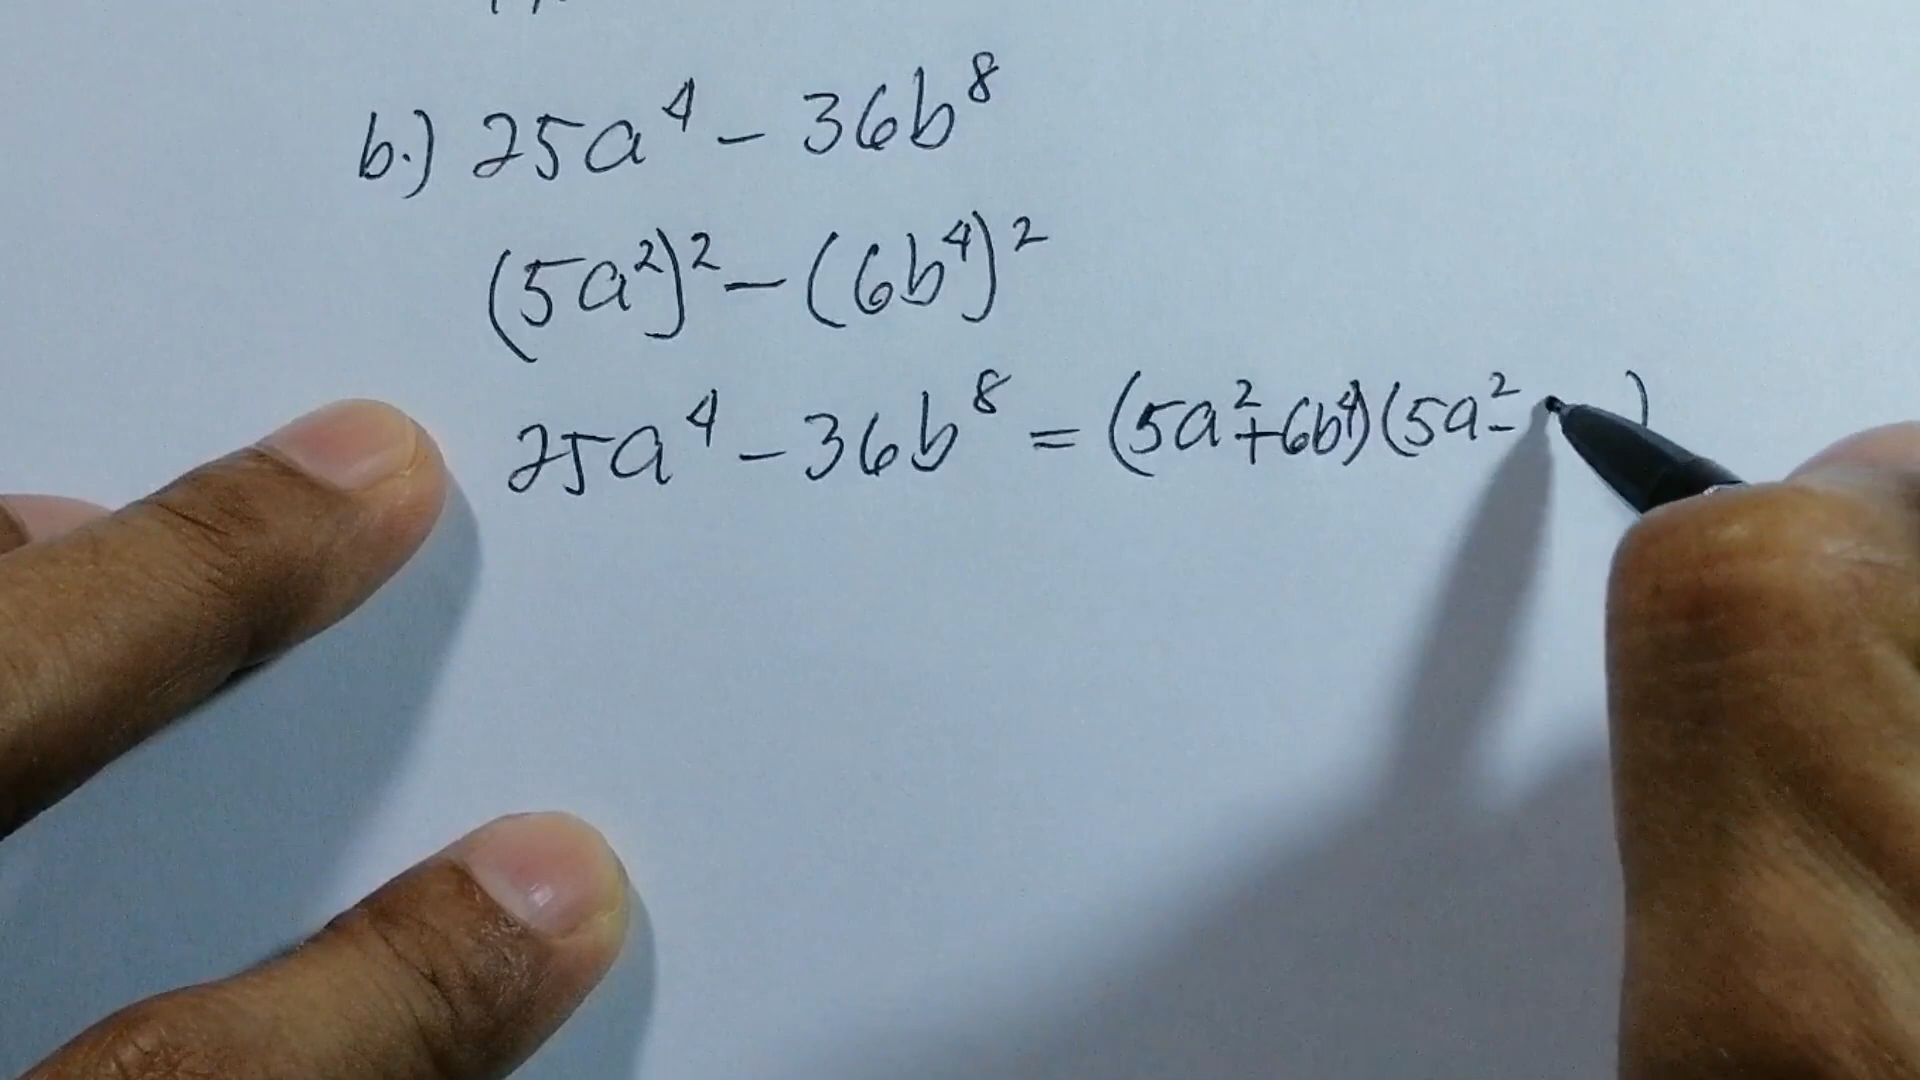 b.) 25a⁴ - 36b⁸
(5a²)² - (6b⁴)²
25a⁴ - 36b⁸ = (5a²+6b⁴)(5a²- )